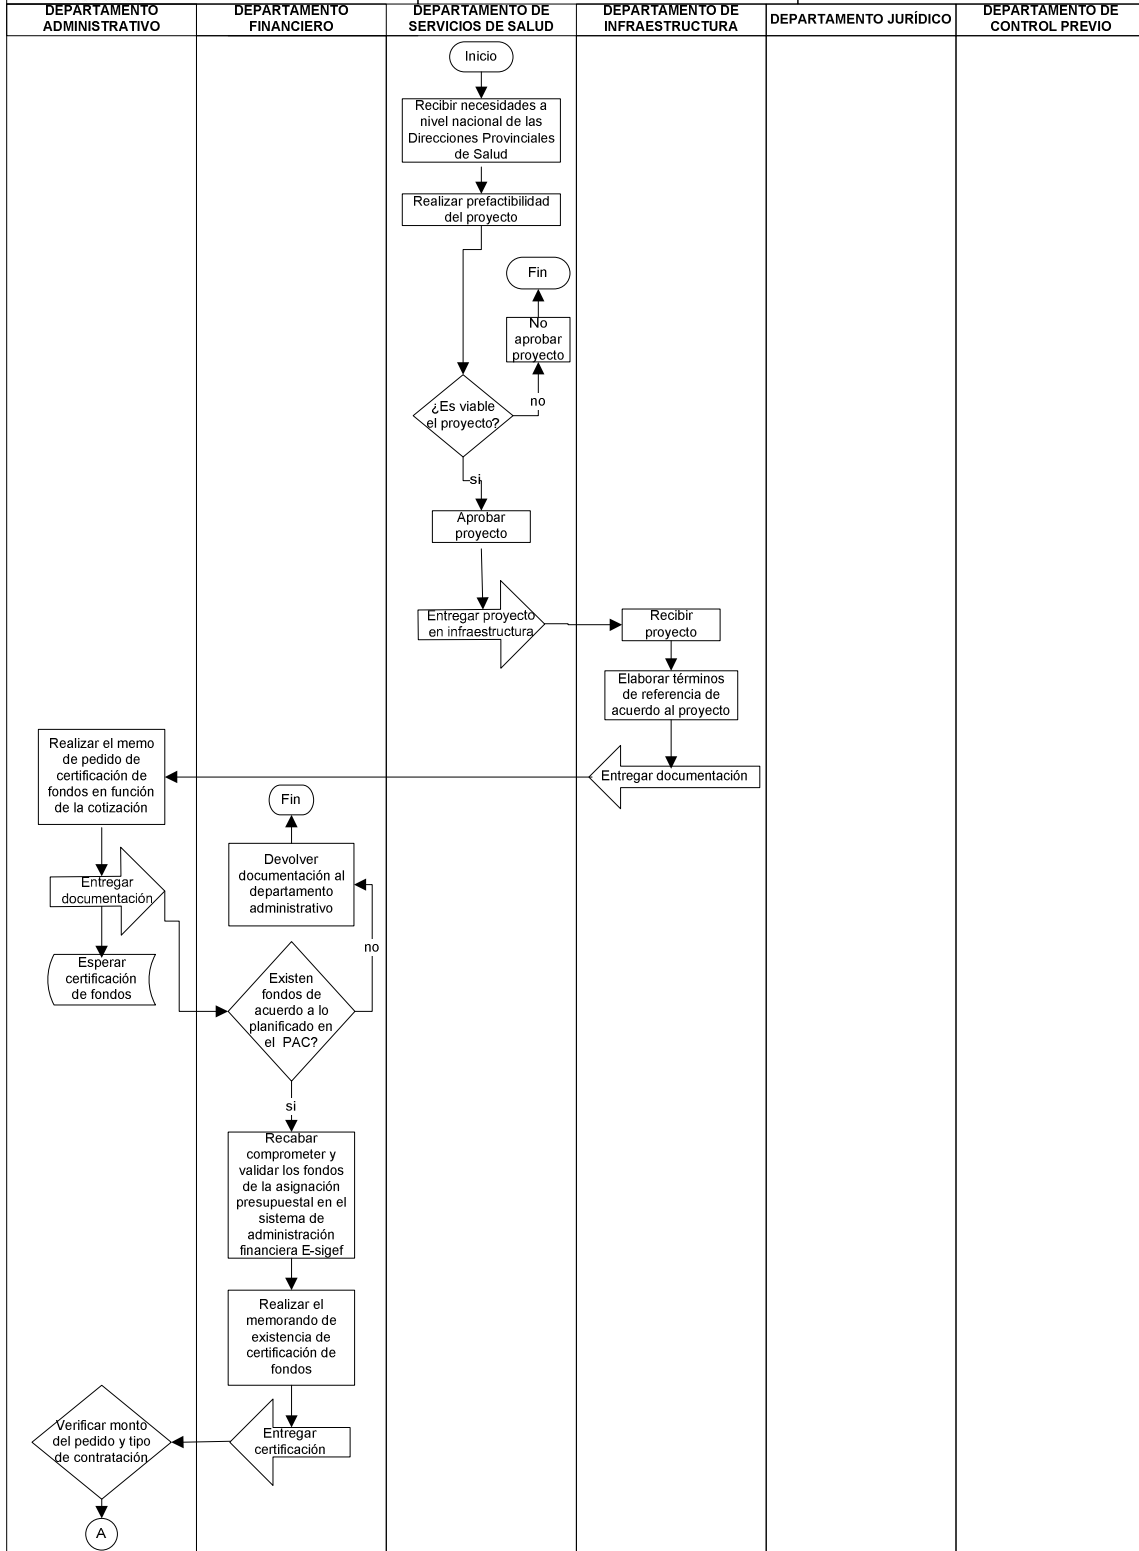 DEPARTAMENTO
ADMINISTRATIVO
DEPARTAMENTO
FINANCIERO
DEPARTAMENTO DE
SERVICIOS DE SALUD
DEPARTAMENTO DE
INFRAESTRUCTURA
DEPARTAMENTO JURÍDICO
DEPARTAMENTO DE
CONTROL PREVIO
Inicio
Recibir necesidades a
nivel nacional de las
Direcciones Provinciales
de Salud
Realizar prefactibilidad
del proyecto
Fin
No
aprobar
proyecto
no
¿Es viable
el proyecto?
si
Aprobar
proyecto
Entregar proyecto
en infraestructura
Recibir
proyecto
Elaborar términos
de referencia de
acuerdo al proyecto
Entregar documentación
Realizar el memo
de pedido de
certificación de
fondos en función
de la cotización
Entregar
documentación
Esperar
certificación
de fondos
Fin
Devolver
documentación al
departamento
administrativo
no
Existen
fondos de
acuerdo a lo
planificado en
el PAC?
si
Recabar
comprometer y
validar los fondos
de la asignación
presupuestal en el
sistema de
administración
financiera E-sigef
Realizar el
memorando de
existencia de
certificación de
fondos
Entregar
certificación
Verificar monto
del pedido y tipo
de contratación
A